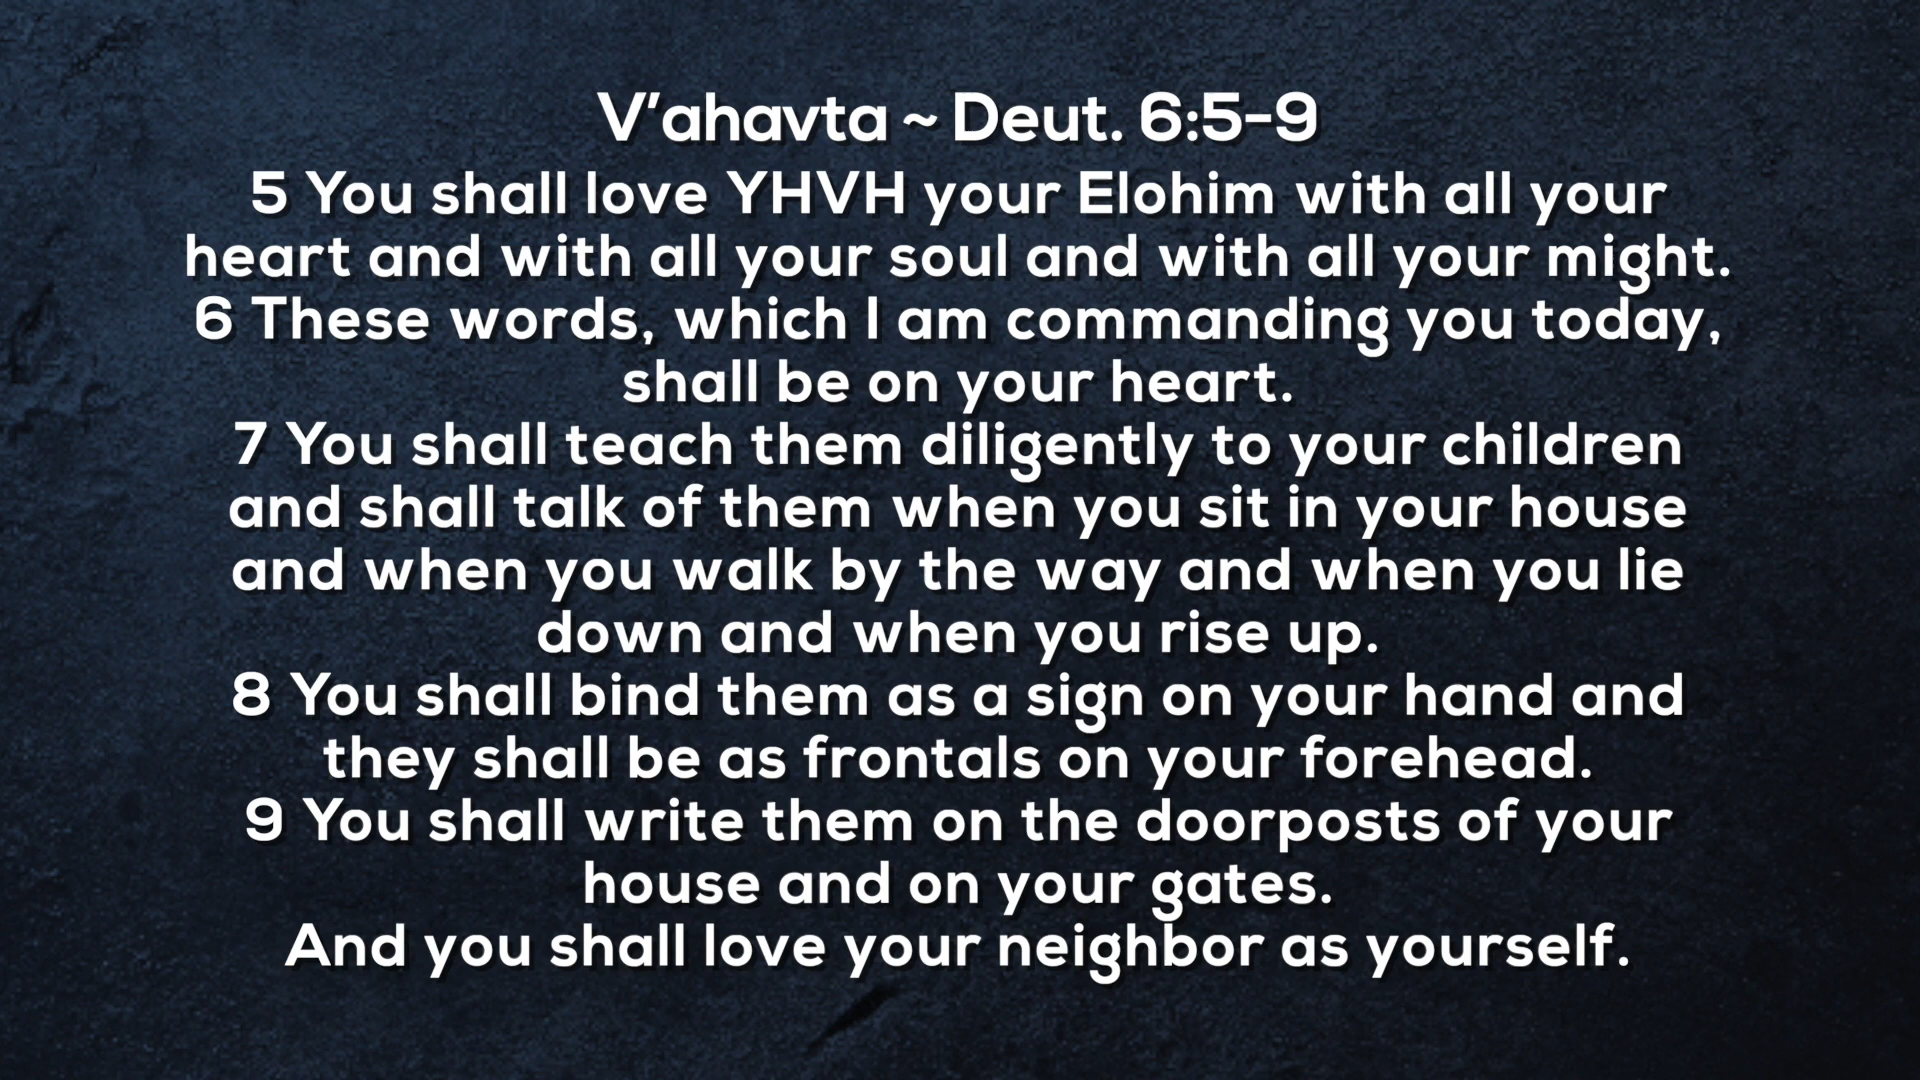 V'ahavta ~ Deut. 6:5-9
5 You shall love YHVH your Elohim with all your
heart and with all your soul and with all your might.
6 These words, which I am commanding you today,
shall be on your heart.
7 You shall teach them diligently to your children
and shall talk of them when you sit in your house
and when you walk by the way and when you lie
down and when you rise up.
8 You shall bind them as a sign on your hand and
they shall be as frontals on your forehead.
9 You shall write them on the doorposts of your
house and on your gates.
And you shall love your neighbor as yourself.